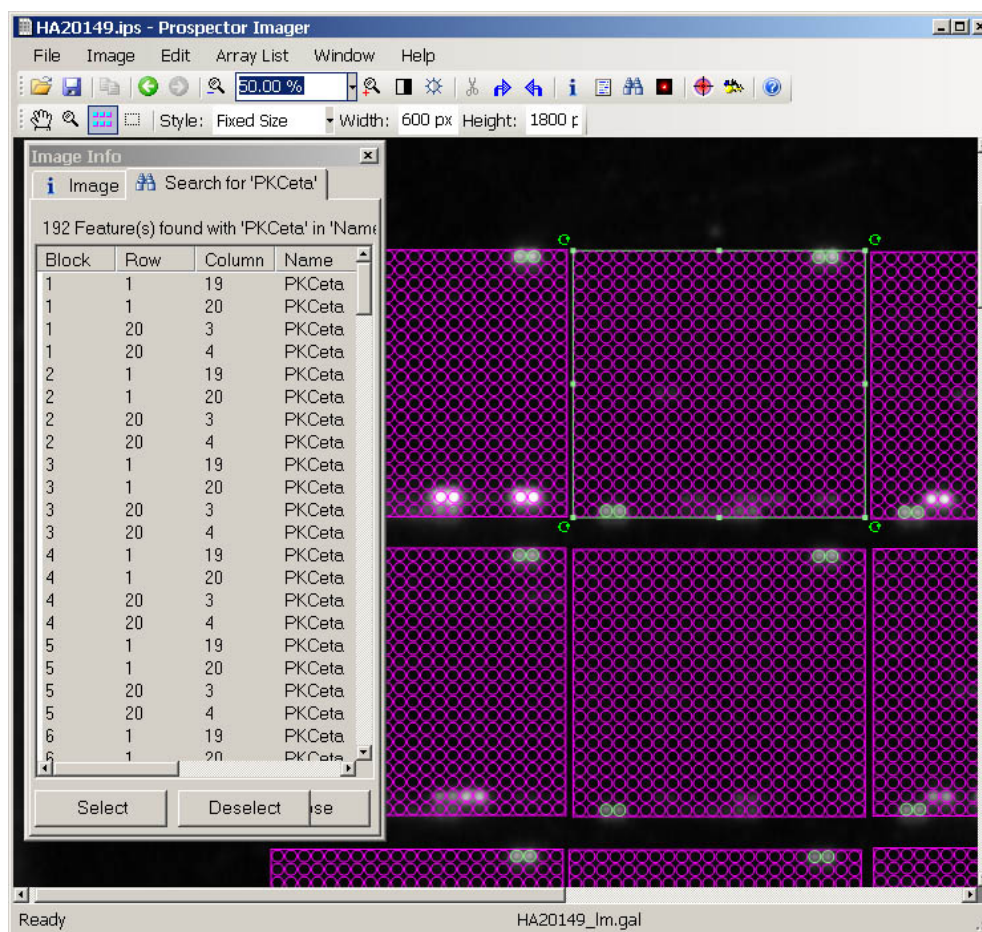 HA20149.ips - Prospector Imager
File Image Edit Array List Window Help
50.00 %
Style: Fixed Size Width: 600 px Height: 1800 p
Image Info
Image Search for 'PKCeta'
192 Feature(s) found with 'PKCeta' in 'Name
Block Row Column Name
1 1 19 PKCeta
1 1 20 PKCeta
1 20 3 PKCeta
1 20 4 PKCeta
2 1 19 PKCeta
2 1 20 PKCeta
2 20 3 PKCeta
2 20 4 PKCeta
3 1 19 PKCeta
3 1 20 PKCeta
3 20 3 PKCeta
3 20 4 PKCeta
4 1 19 PKCeta
4 1 20 PKCeta
4 20 3 PKCeta
4 20 4 PKCeta
5 1 19 PKCeta
5 1 20 PKCeta
5 20 3 PKCeta
5 20 4 PKCeta
6 1 19 PKCeta
6 1 20 PKCeta
Select Deselect se
Ready HA20149_lm.gal